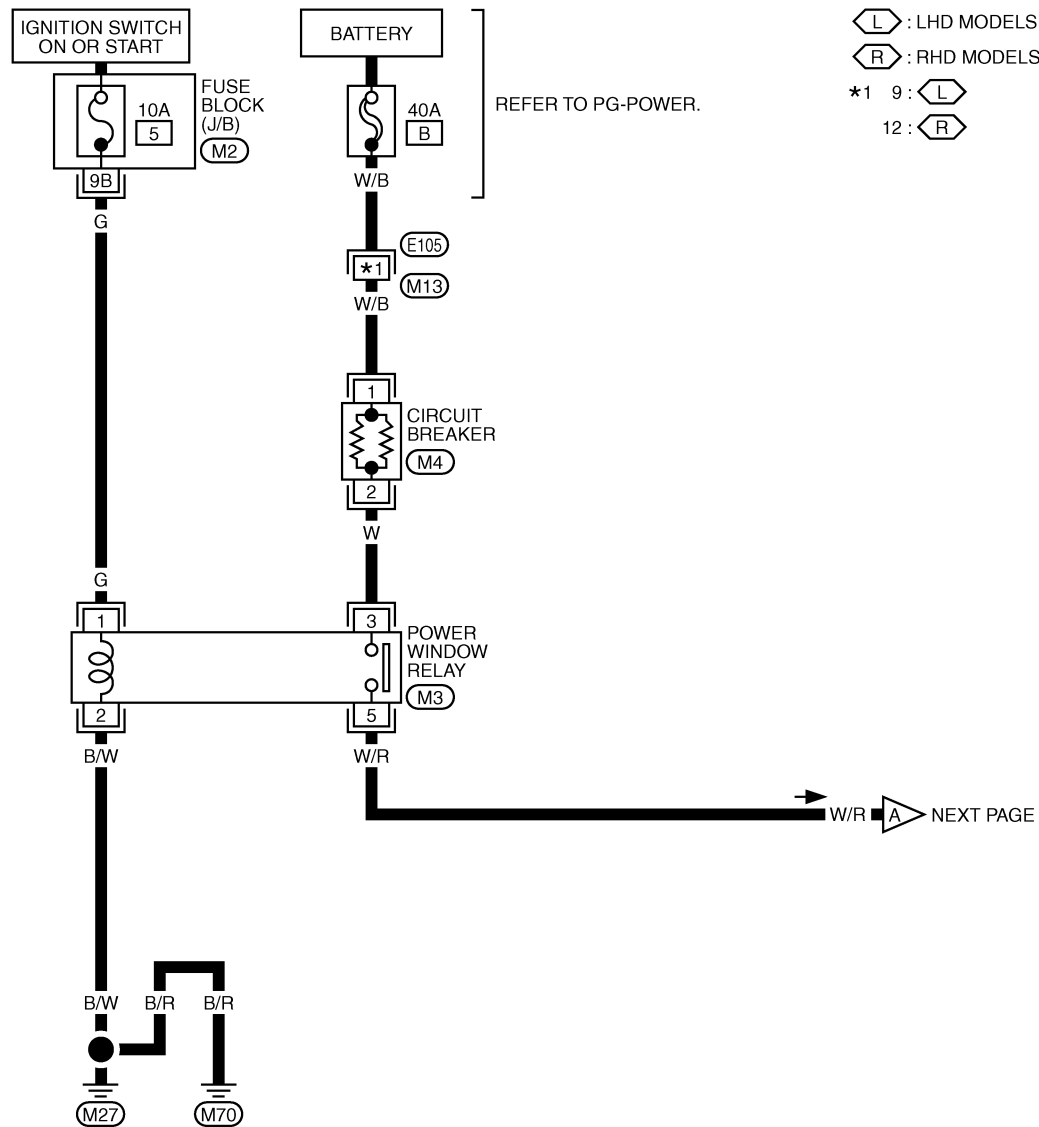 IGNITION SWITCH
ON OR START
BATTERY
L : LHD MODELS
R : RHD MODELS
*1 9 : L
12 : R
FUSE
BLOCK
(J/B)
M2
10A
5
40A
B
REFER TO PG-POWER.
9B
W/B
G
E105
*1
M13
W/B
1
CIRCUIT
BREAKER
M4
2
W
G
1
3
POWER
WINDOW
RELAY
M3
2
5
B/W
W/R
W/R
A
NEXT PAGE
B/W
B/R
B/R
M27
M70